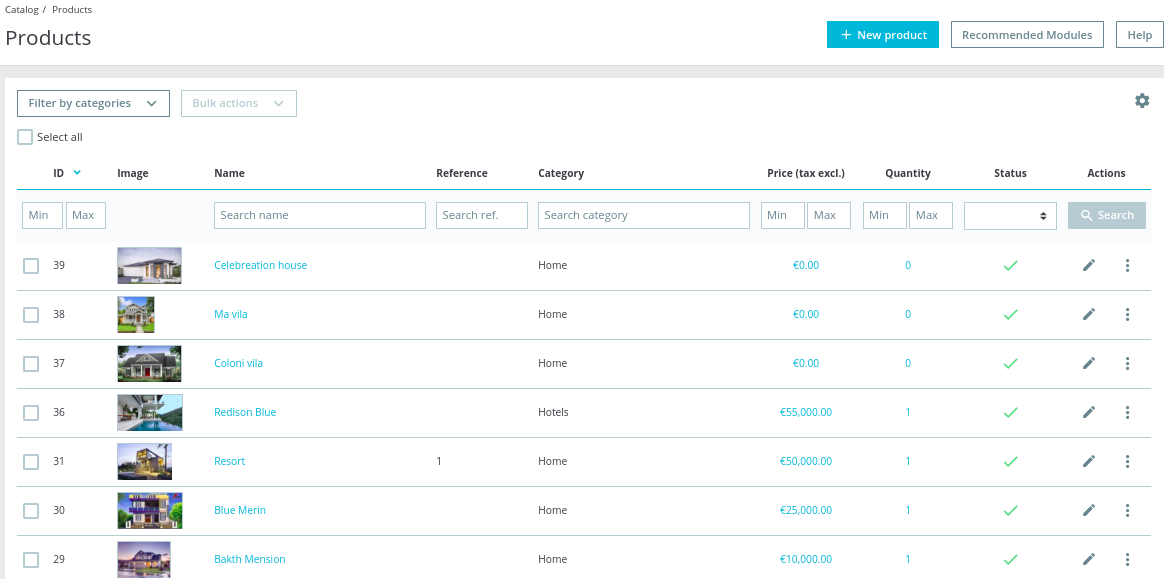 Catalog / Products
Products
+ New product
Recommended Modules
Help
Filter by categories
Bulk actions
Select all
ID Image Name Reference Category Price (tax excl.) Quantity Status Actions
Min Max Search name Search ref. Search category Min Max Min Max Search
39 Celebreation house Home €0.00 0
38 Ma vila Home €0.00 0
37 Coloni vila Home €0.00 0
36 Redison Blue Hotels €55,000.00 1
31 Resort 1 Home €50,000.00 1
30 Blue Merin Home €25,000.00 1
29 Bakth Mension Home €10,000.00 1